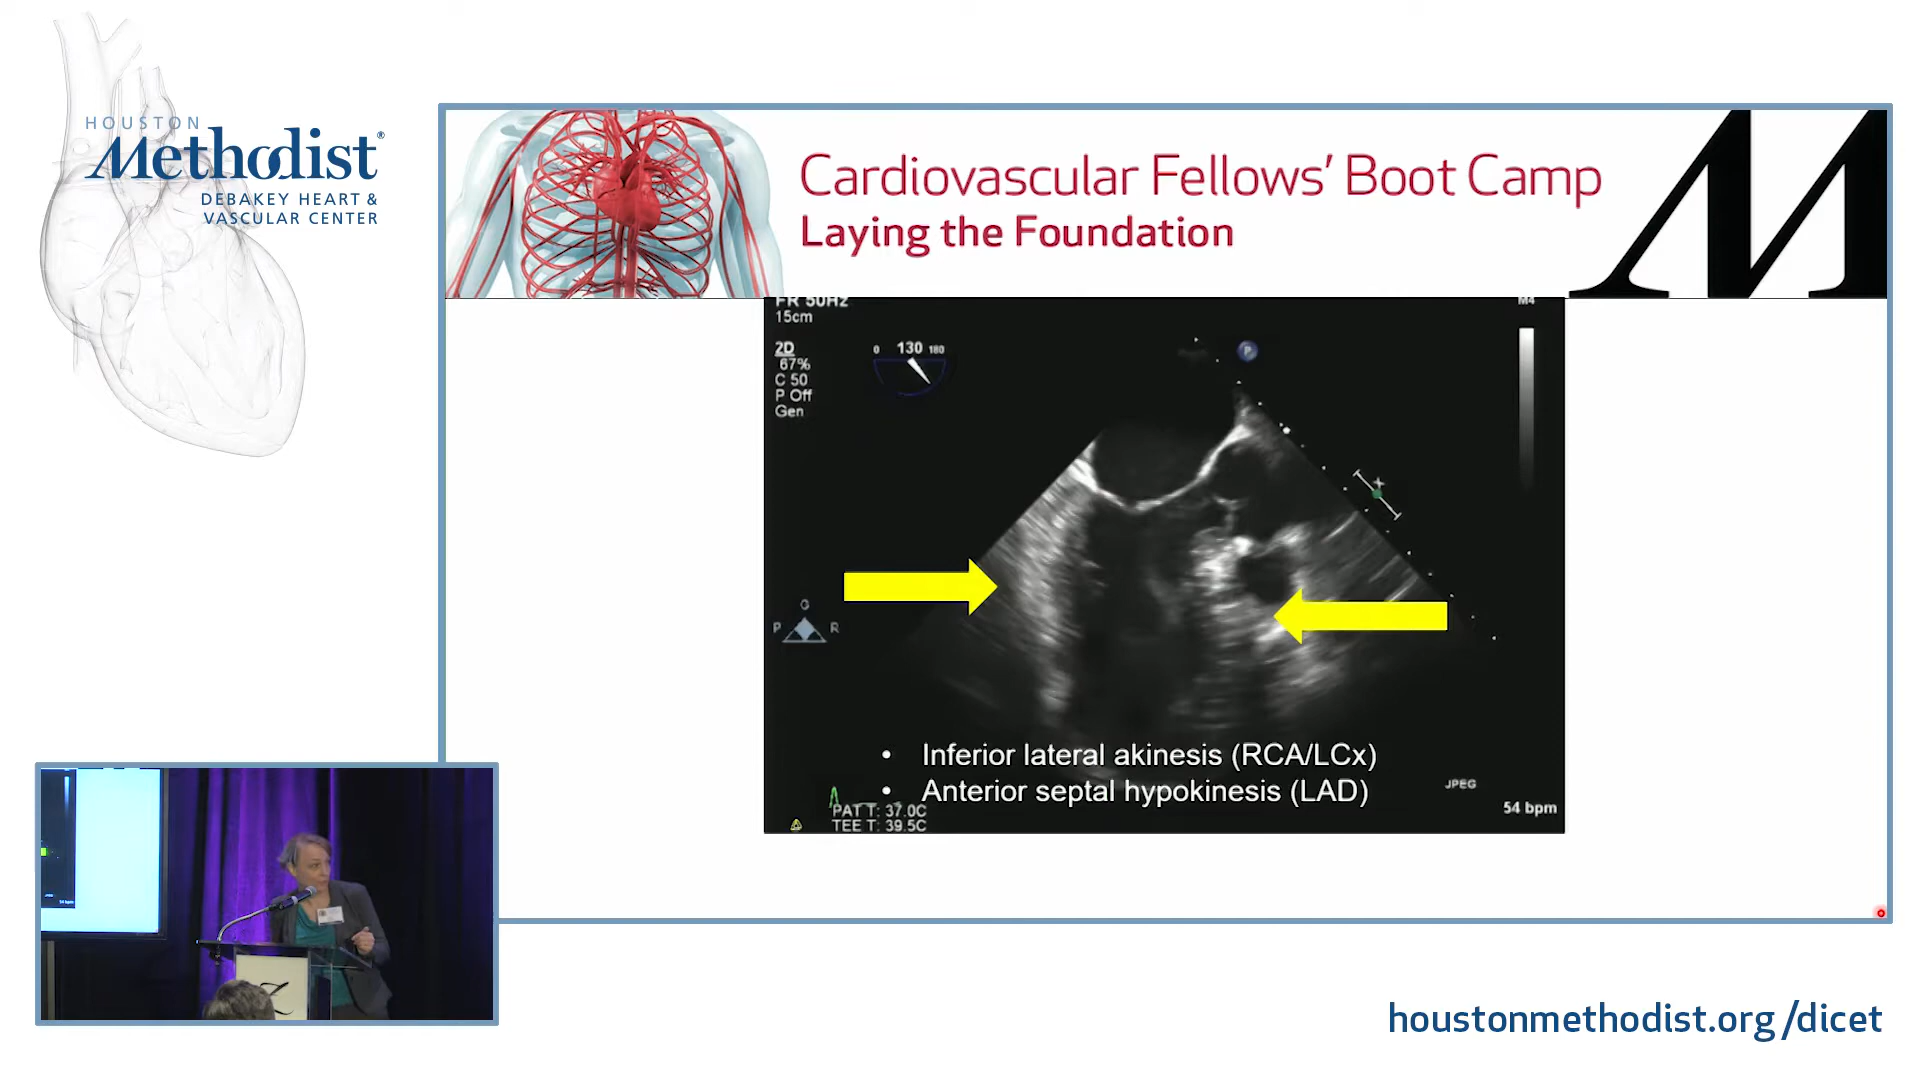 HOUSTON
Methodist®
DEBAKEY HEART &
VASCULAR CENTER
Cardiovascular Fellows’ Boot Camp
Laying the Foundation
M
FR 50Hz
15cm
M4
2D
67%
C 50
P Off
Gen
0 130 180
P
x
G
P R
• Inferior lateral akinesis (RCA/LCx)
• Anterior septal hypokinesis (LAD)
JPEG
54 bpm
PAT T: 37.0C
TEE T: 39.5C
houstonmethodist.org/dicet